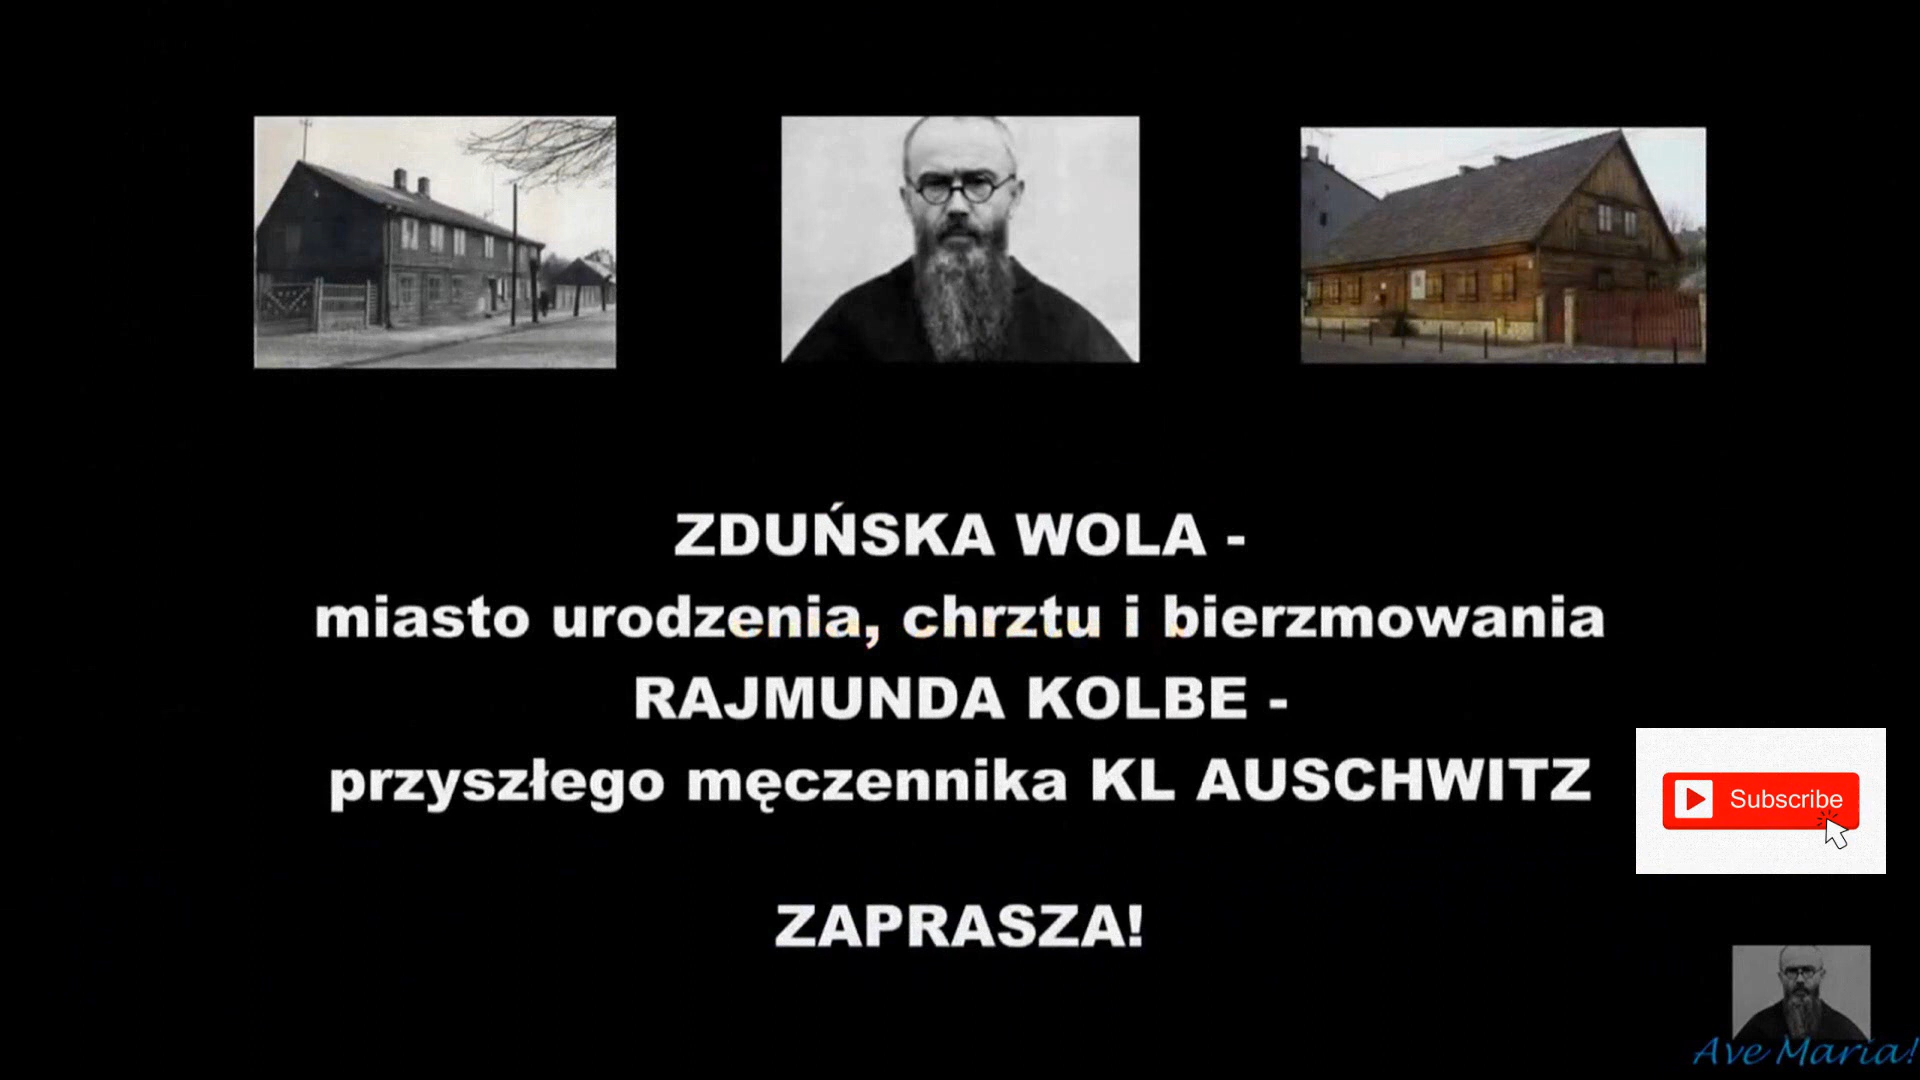 ZDUŃSKA WOLA -
miasto urodzenia, chrztu i bierzmowania
RAJMUNDA KOLBE -
przyszłego męczennika KL AUSCHWITZ
ZAPRASZA!
Subscribe
Ave Maria!